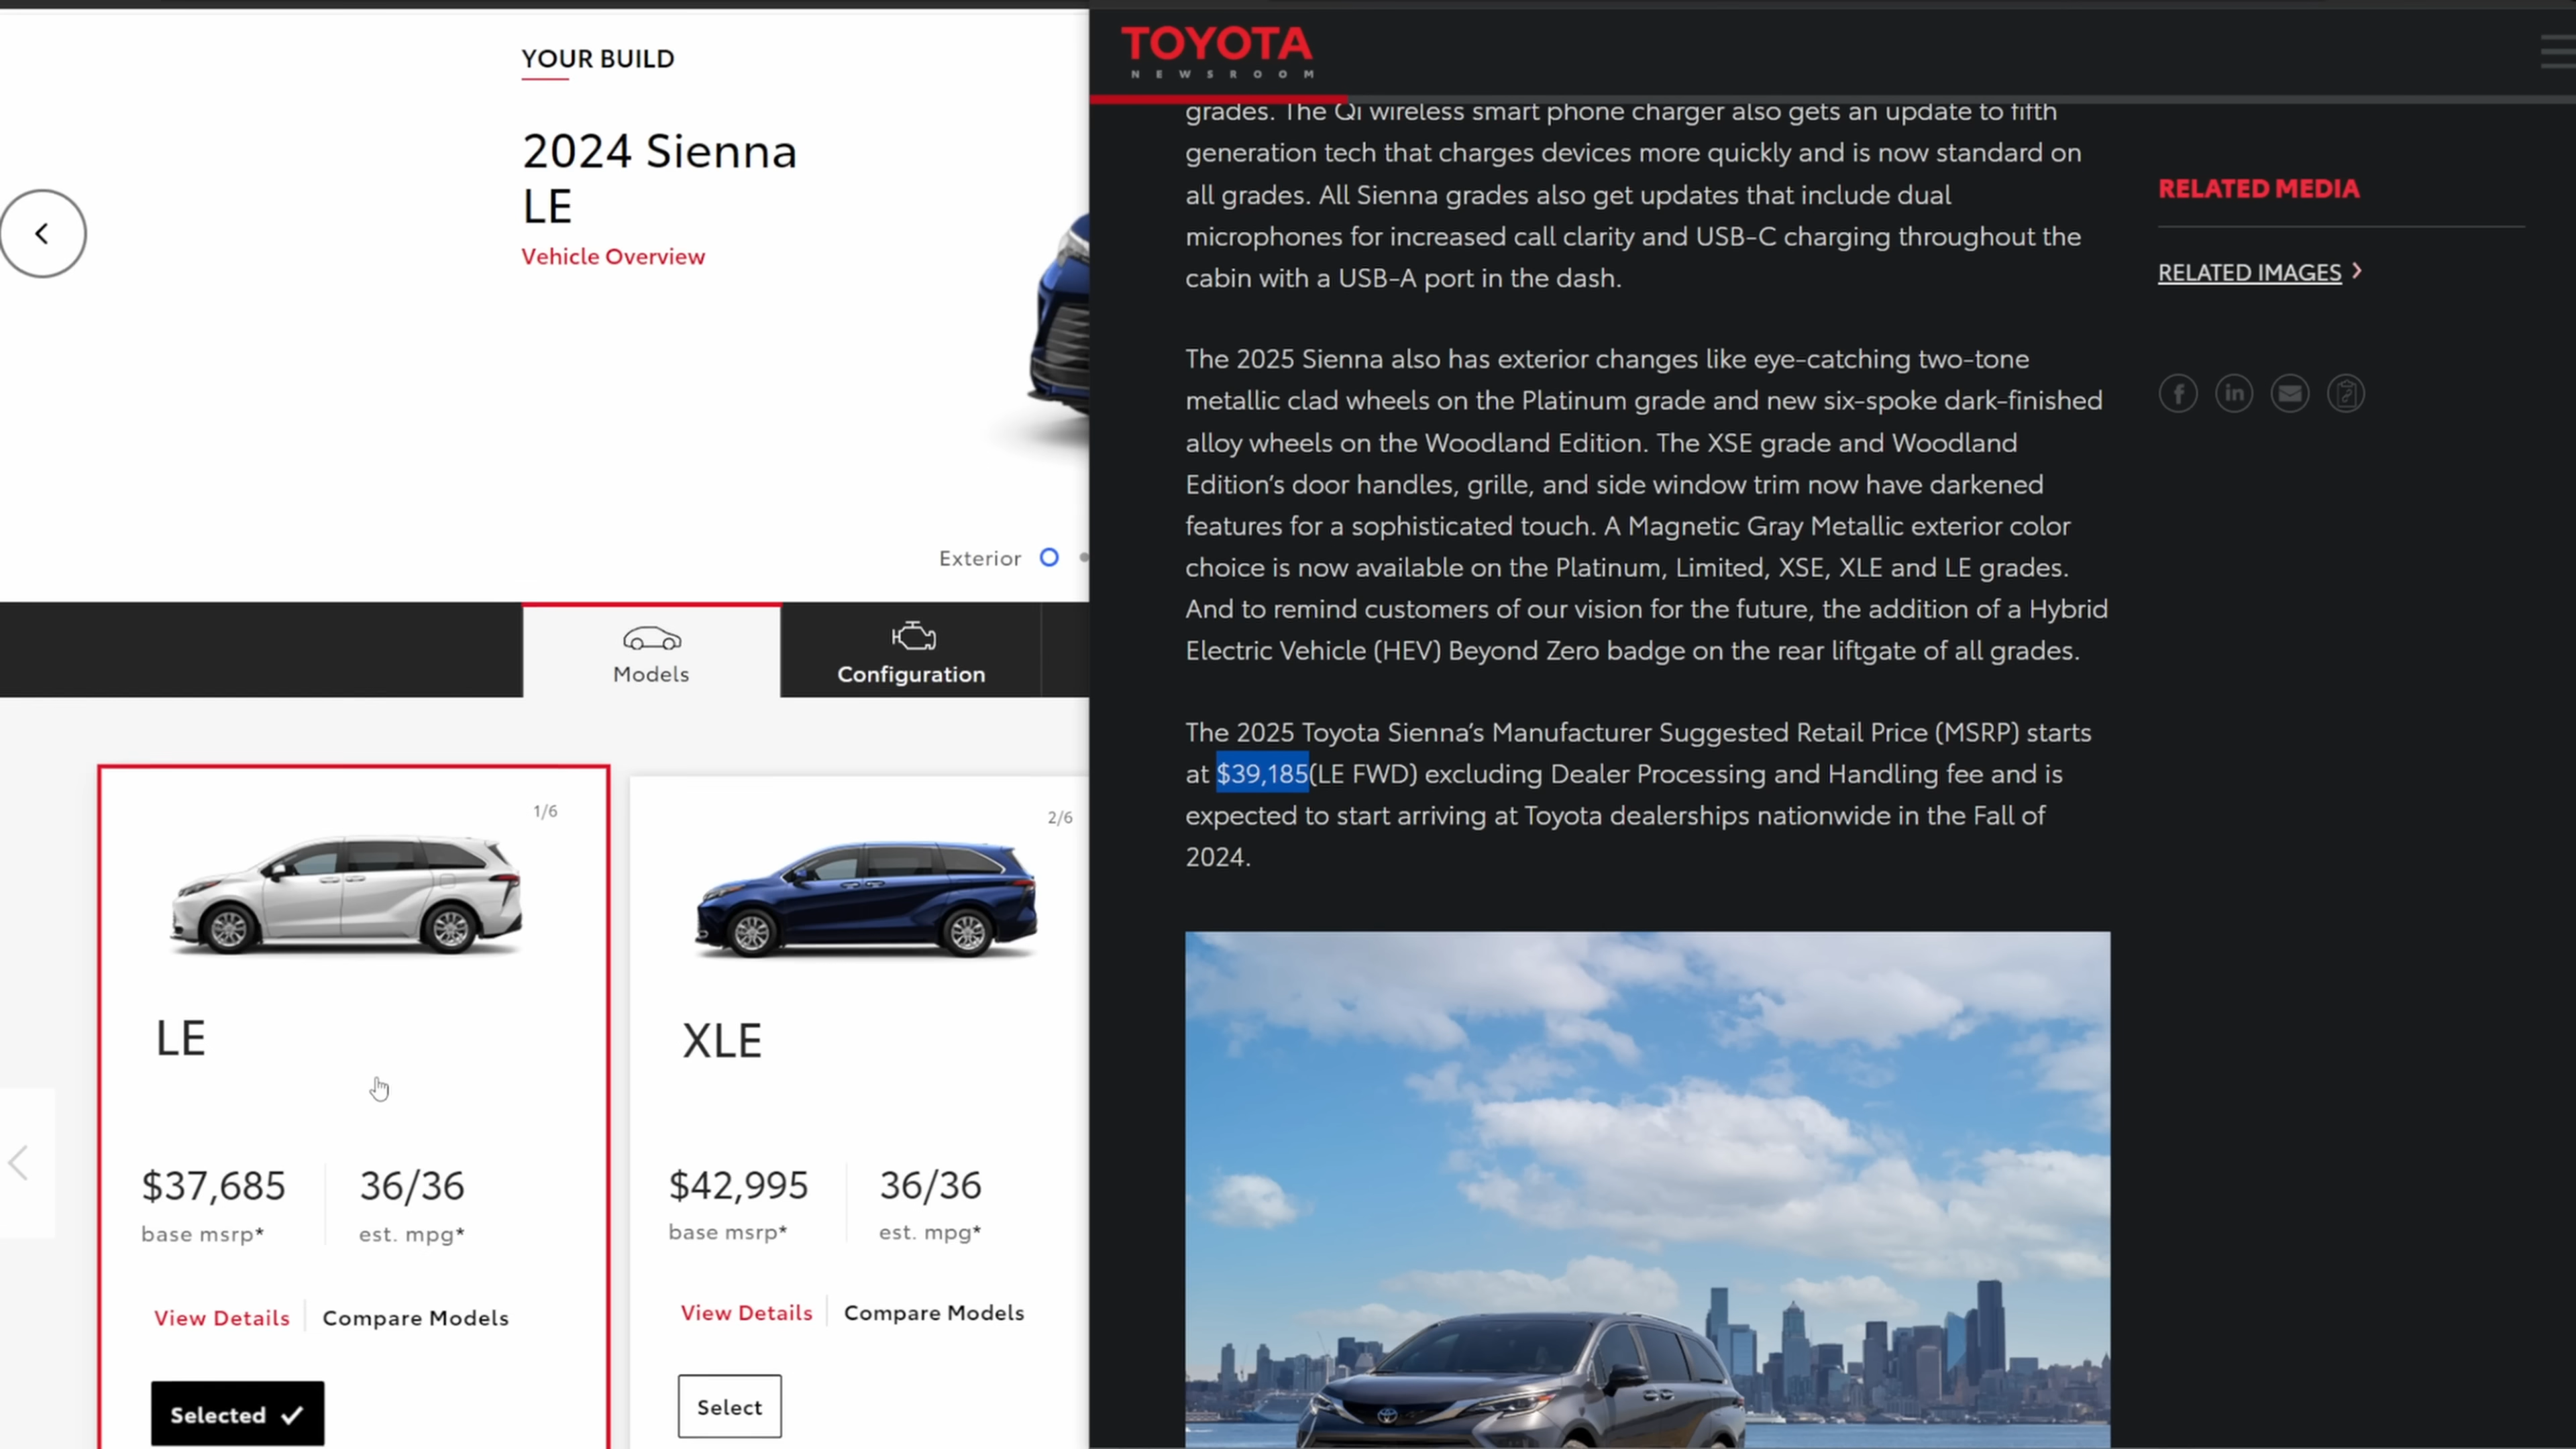 YOUR BUILD
2024 Sienna
LE
Vehicle Overview
Exterior
Models
Configuration
1/6
LE
$37,685
base msrp*
36/36
est. mpg*
View Details
Compare Models
Selected
2/6
XLE
$42,995
base msrp*
36/36
est. mpg*
View Details
Compare Models
Select
TOYOTA
NEWSROOM
grades. The Qi wireless smart phone charger also gets an update to fifth
generation tech that charges devices more quickly and is now standard on
all grades. All Sienna grades also get updates that include dual
microphones for increased call clarity and USB-C charging throughout the
cabin with a USB-A port in the dash.
The 2025 Sienna also has exterior changes like eye-catching two-tone
metallic clad wheels on the Platinum grade and new six-spoke dark-finished
alloy wheels on the Woodland Edition. The XSE grade and Woodland
Edition’s door handles, grille, and side window trim now have darkened
features for a sophisticated touch. A Magnetic Gray Metallic exterior color
choice is now available on the Platinum, Limited, XSE, XLE and LE grades.
And to remind customers of our vision for the future, the addition of a Hybrid
Electric Vehicle (HEV) Beyond Zero badge on the rear liftgate of all grades.
The 2025 Toyota Sienna’s Manufacturer Suggested Retail Price (MSRP) starts
at $39,185(LE FWD) excluding Dealer Processing and Handling fee and is
expected to start arriving at Toyota dealerships nationwide in the Fall of
2024.
RELATED MEDIA
RELATED IMAGES